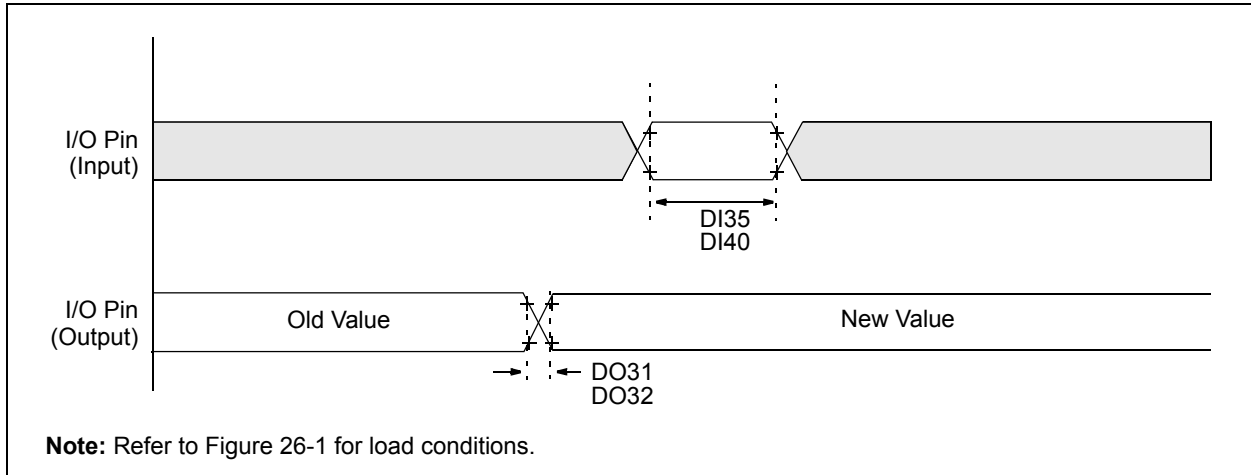 I/O Pin
(Input)
DI35
DI40
I/O Pin
(Output)
Old Value
New Value
DO31
DO32
Note: Refer to Figure 26-1 for load conditions.